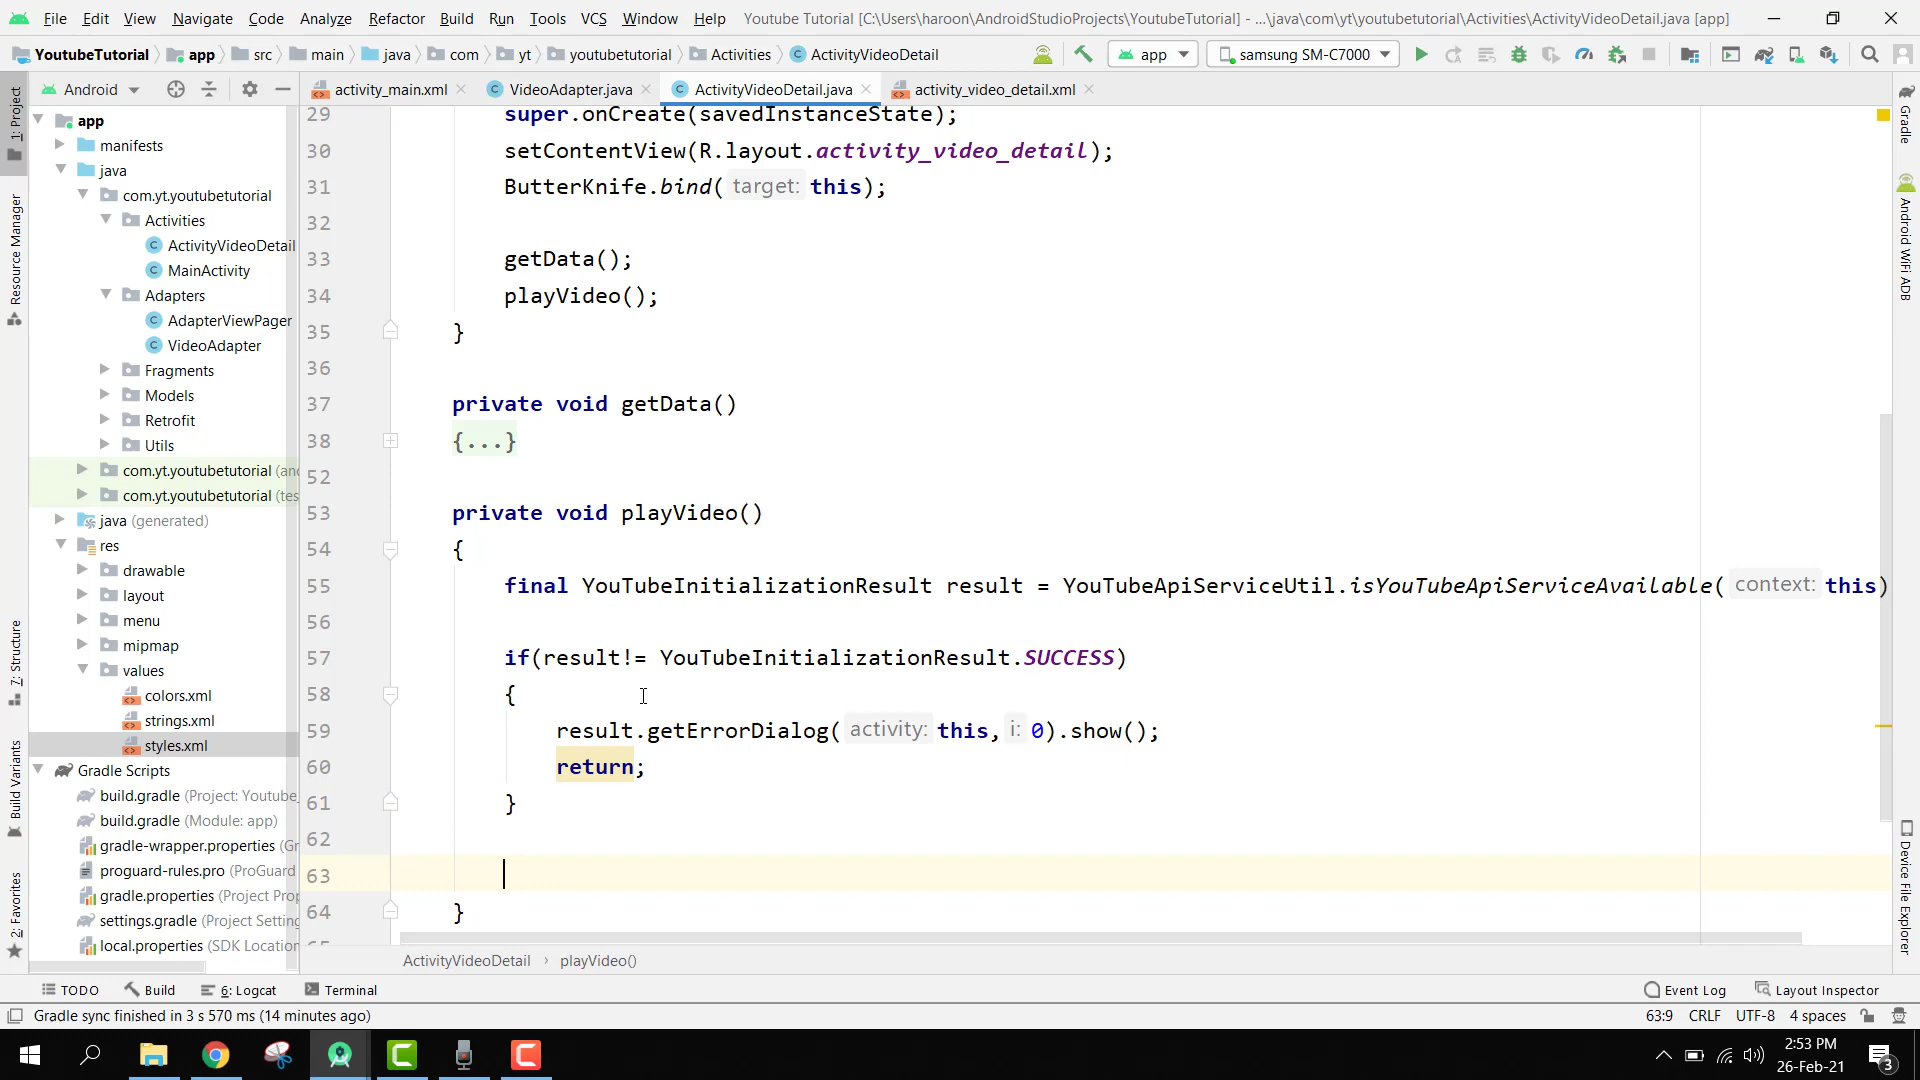 File Edit View Navigate Code Analyze Refactor Build Run Tools VCS Window Help Youtube Tutorial [C:\Users\haroon\AndroidStudioProjects\YoutubeTutorial] - ...\java\com\yt\youtubetutorial\Activities\ActivityVideoDetail.java [app]
YoutubeTutorial app src main java com yt youtubetutorial Activities ActivityVideoDetail app samsung SM-C7000
Android activity_main.xml VideoAdapter.java ActivityVideoDetail.java activity_video_detail.xml
1: Project
Resource Manager
7: Structure
Build Variants
2: Favorites
app
manifests
java
com.yt.youtubetutorial
Activities
ActivityVideoDetail
MainActivity
Adapters
AdapterViewPager
VideoAdapter
Fragments
Models
Retrofit
Utils
com.yt.youtubetutorial (and
com.yt.youtubetutorial (tes
java (generated)
res
drawable
layout
menu
mipmap
values
colors.xml
strings.xml
styles.xml
Gradle Scripts
build.gradle (Project: Youtube_
build.gradle (Module: app)
gradle-wrapper.properties (Gr
proguard-rules.pro (ProGuard
gradle.properties (Project Prop
settings.gradle (Project Setting
local.properties (SDK Location
29 super.onCreate(savedInstanceState);
30 setContentView(R.layout.activity_video_detail);
31 ButterKnife.bind( target: this);
32
33 getData();
34 playVideo();
35 }
36
37 private void getData()
38 {...}
52
53 private void playVideo()
54 {
55 final YouTubeInitializationResult result = YouTubeApiServiceUtil.isYouTubeApiServiceAvailable( context: this)
56
57 if(result!= YouTubeInitializationResult.SUCCESS)
58 {
59 result.getErrorDialog( activity: this, i: 0).show();
60 return;
61 }
62
63
64 }
Gradle
Android WiFi ADB
Device File Explorer
ActivityVideoDetail › playVideo()
TODO Build 6: Logcat Terminal Event Log Layout Inspector
Gradle sync finished in 3 s 570 ms (14 minutes ago) 63:9 CRLF UTF-8 4 spaces
2:53 PM
26-Feb-21
3